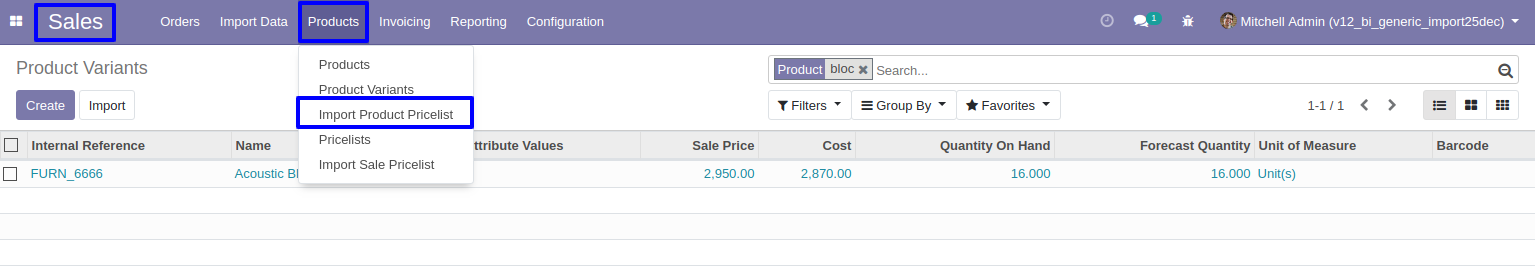 Sales Orders Import Data Products Invoicing Reporting Configuration 1 Mitchell Admin (v12_bi_generic_import25dec)
Product Variants
Product bloc Search...
Create Import
Filters Group By Favorites 1-1 / 1
Products
Product Variants
Import Product Pricelist
Pricelists
Import Sale Pricelist
Internal Reference Name ttribute Values Sale Price Cost Quantity On Hand Forecast Quantity Unit of Measure Barcode
FURN_6666 Acoustic Bl 2,950.00 2,870.00 16.000 16.000 Unit(s)